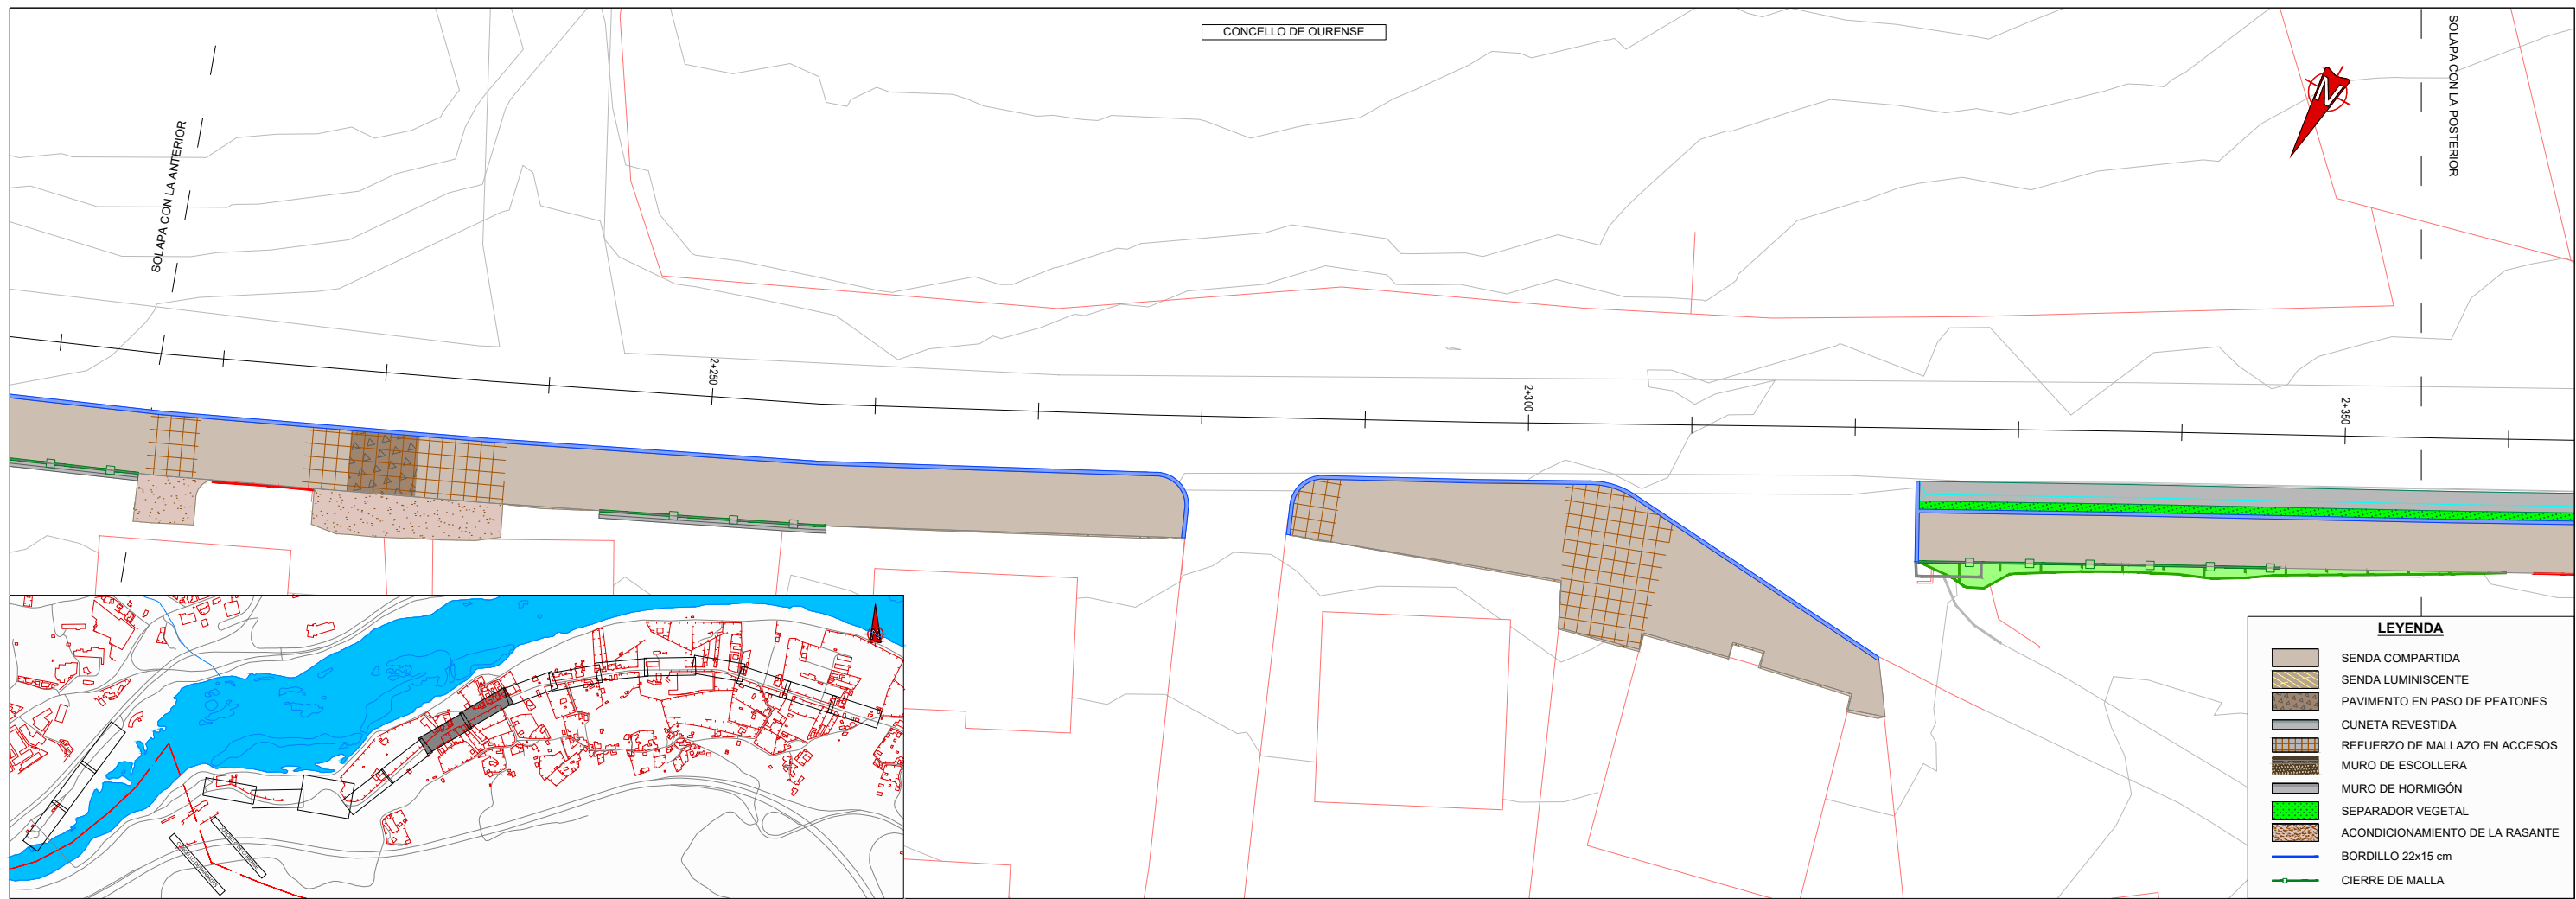 CONCELLO DE OURENSE
SOLAPA CON LA ANTERIOR
SOLAPA CON LA POSTERIOR
N
2+250
2+300
2+350
LEYENDA
SENDA COMPARTIDA
SENDA LUMINISCENTE
PAVIMENTO EN PASO DE PEATONES
CUNETA REVESTIDA
REFUERZO DE MALLAZO EN ACCESOS
MURO DE ESCOLLERA
MURO DE HORMIGÓN
SEPARADOR VEGETAL
ACONDICIONAMIENTO DE LA RASANTE
BORDILLO 22x15 cm
CIERRE DE MALLA